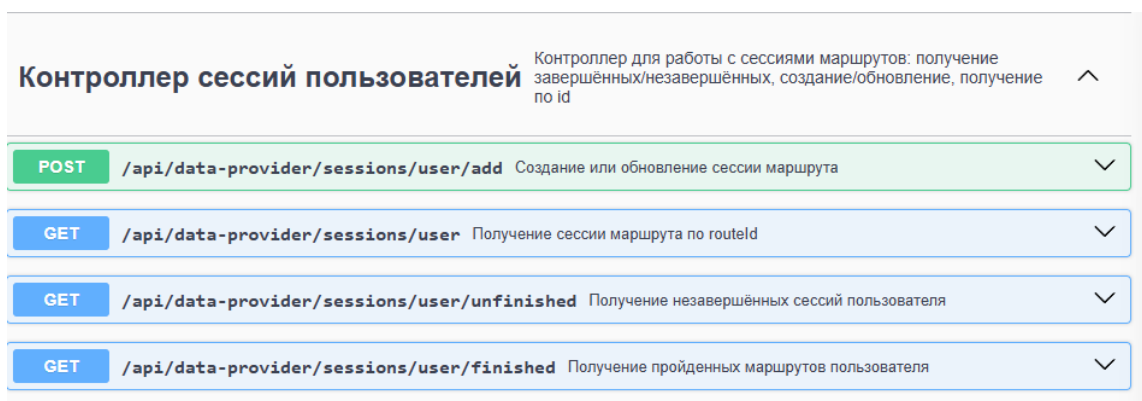 Контроллер сессий пользователей
Контроллер для работы с сессиями маршрутов: получение
завершённых/незавершённых, создание/обновление, получение
по id
POST /api/data-provider/sessions/user/add Создание или обновление сессии маршрута
GET /api/data-provider/sessions/user Получение сессии маршрута по routeId
GET /api/data-provider/sessions/user/unfinished Получение незавершённых сессий пользователя
GET /api/data-provider/sessions/user/finished Получение пройденных маршрутов пользователя